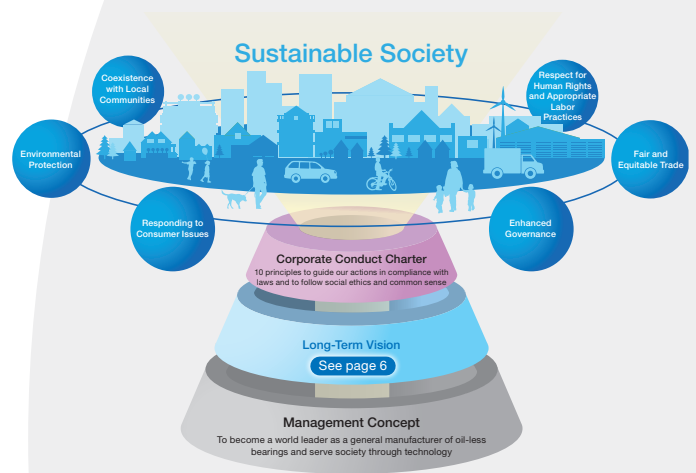 Sustainable Society
Coexistence
with Local
Communities
Respect for
Human Rights
and Appropriate
Labor
Practices
Environmental
Protection
Fair and
Equitable Trade
Responding to
Consumer Issues
Enhanced
Governance
Corporate Conduct Charter
10 principles to guide our actions in compliance with
laws and to follow social ethics and common sense
Long-Term Vision
See page 6
Management Concept
To become a world leader as a general manufacturer of oil-less
bearings and serve society through technology